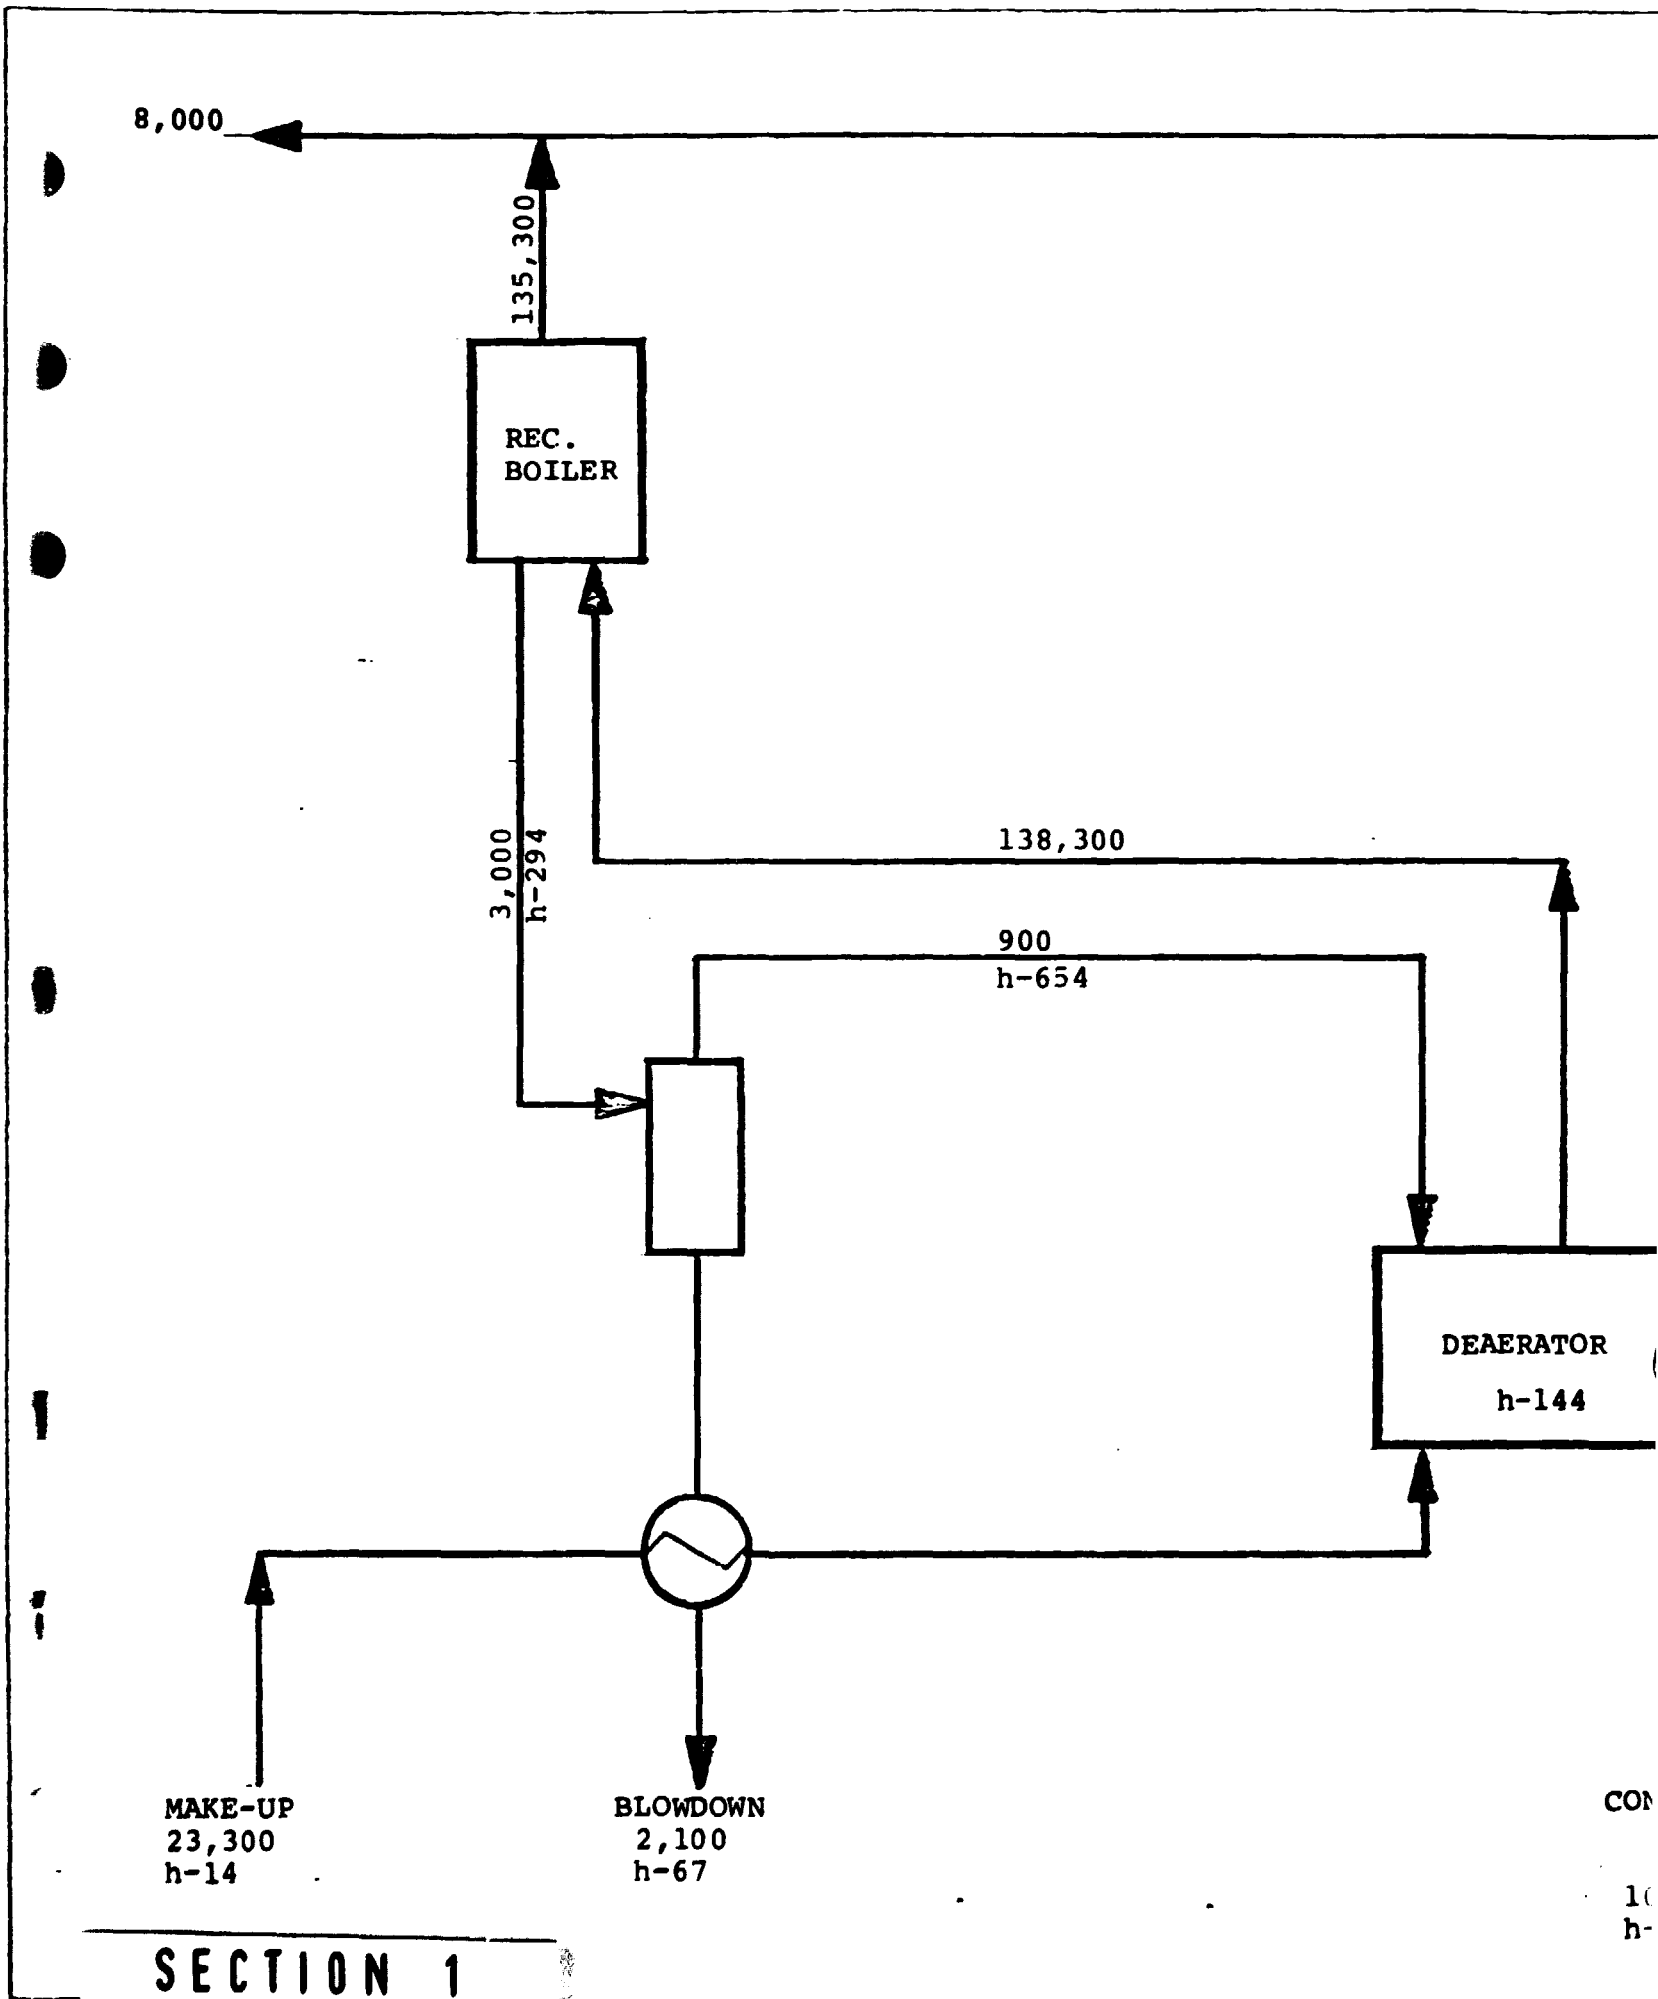 8,000
135,300
REC.
BOILER
3,000
h-294
138,300
900
h-654
DEAERATOR
h-144
MAKE-UP
23,300
h-14
BLOWDOWN
2,100
h-67
h-
SECTION 1